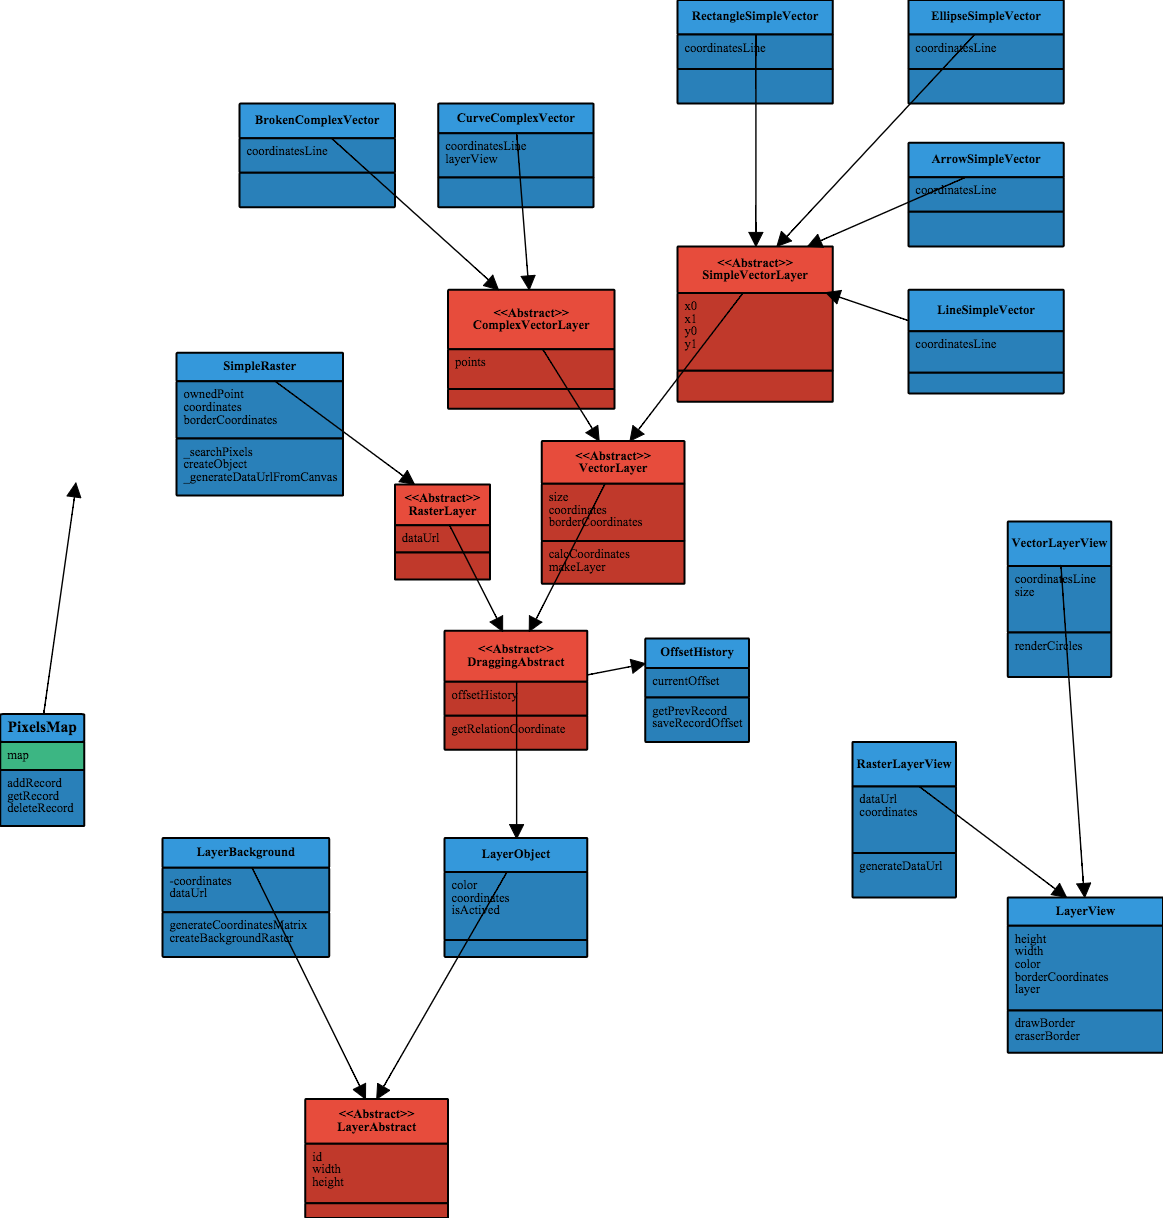 RectangleSimpleVector
coordinatesLine
EllipseSimpleVector
coordinatesLine
BrokenComplexVector
coordinatesLine
CurveComplexVector
coordinatesLine
layerView
ArrowSimpleVector
coordinatesLine
<<Abstract>>
SimpleVectorLayer
x0
x1
y0
y1
<<Abstract>>
ComplexVectorLayer
points
LineSimpleVector
coordinatesLine
SimpleRaster
ownedPoint
coordinates
borderCoordinates
_searchPixels
createObject
_generateDataUrlFromCanvas
<<Abstract>>
VectorLayer
size
coordinates
borderCoordinates
calcCoordinates
makeLayer
<<Abstract>>
RasterLayer
dataUrl
VectorLayerView
coordinatesLine
size
renderCircles
<<Abstract>>
DraggingAbstract
offsetHistory
getRelationCoordinate
OffsetHistory
currentOffset
getPrevRecord
saveRecordOffset
PixelsMap
map
addRecord
getRecord
deleteRecord
RasterLayerView
dataUrl
coordinates
generateDataUrl
LayerBackground
-coordinates
dataUrl
generateCoordinatesMatrix
createBackgroundRaster
LayerObject
color
coordinates
isActived
LayerView
height
width
color
borderCoordinates
layer
drawBorder
eraserBorder
<<Abstract>>
LayerAbstract
id
width
height